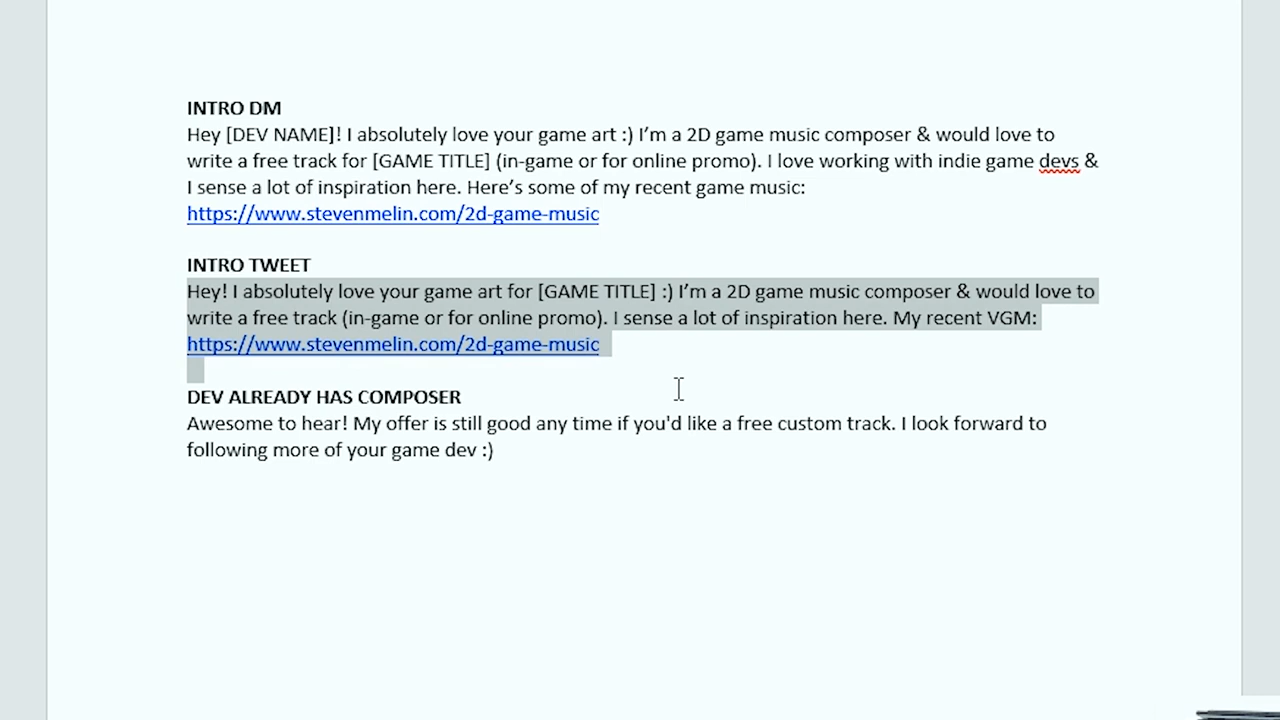 INTRO DM
Hey [DEV NAME]! I absolutely love your game art :) I’m a 2D game music composer & would love to
write a free track for [GAME TITLE] (in-game or for online promo). I love working with indie game devs &
I sense a lot of inspiration here. Here’s some of my recent game music:
https://www.stevenmelin.com/2d-game-music
INTRO TWEET
Hey! I absolutely love your game art for [GAME TITLE] :) I’m a 2D game music composer & would love to
write a free track (in-game or for online promo). I sense a lot of inspiration here. My recent VGM:
https://www.stevenmelin.com/2d-game-music
DEV ALREADY HAS COMPOSER
Awesome to hear! My offer is still good any time if you'd like a free custom track. I look forward to
following more of your game dev :)